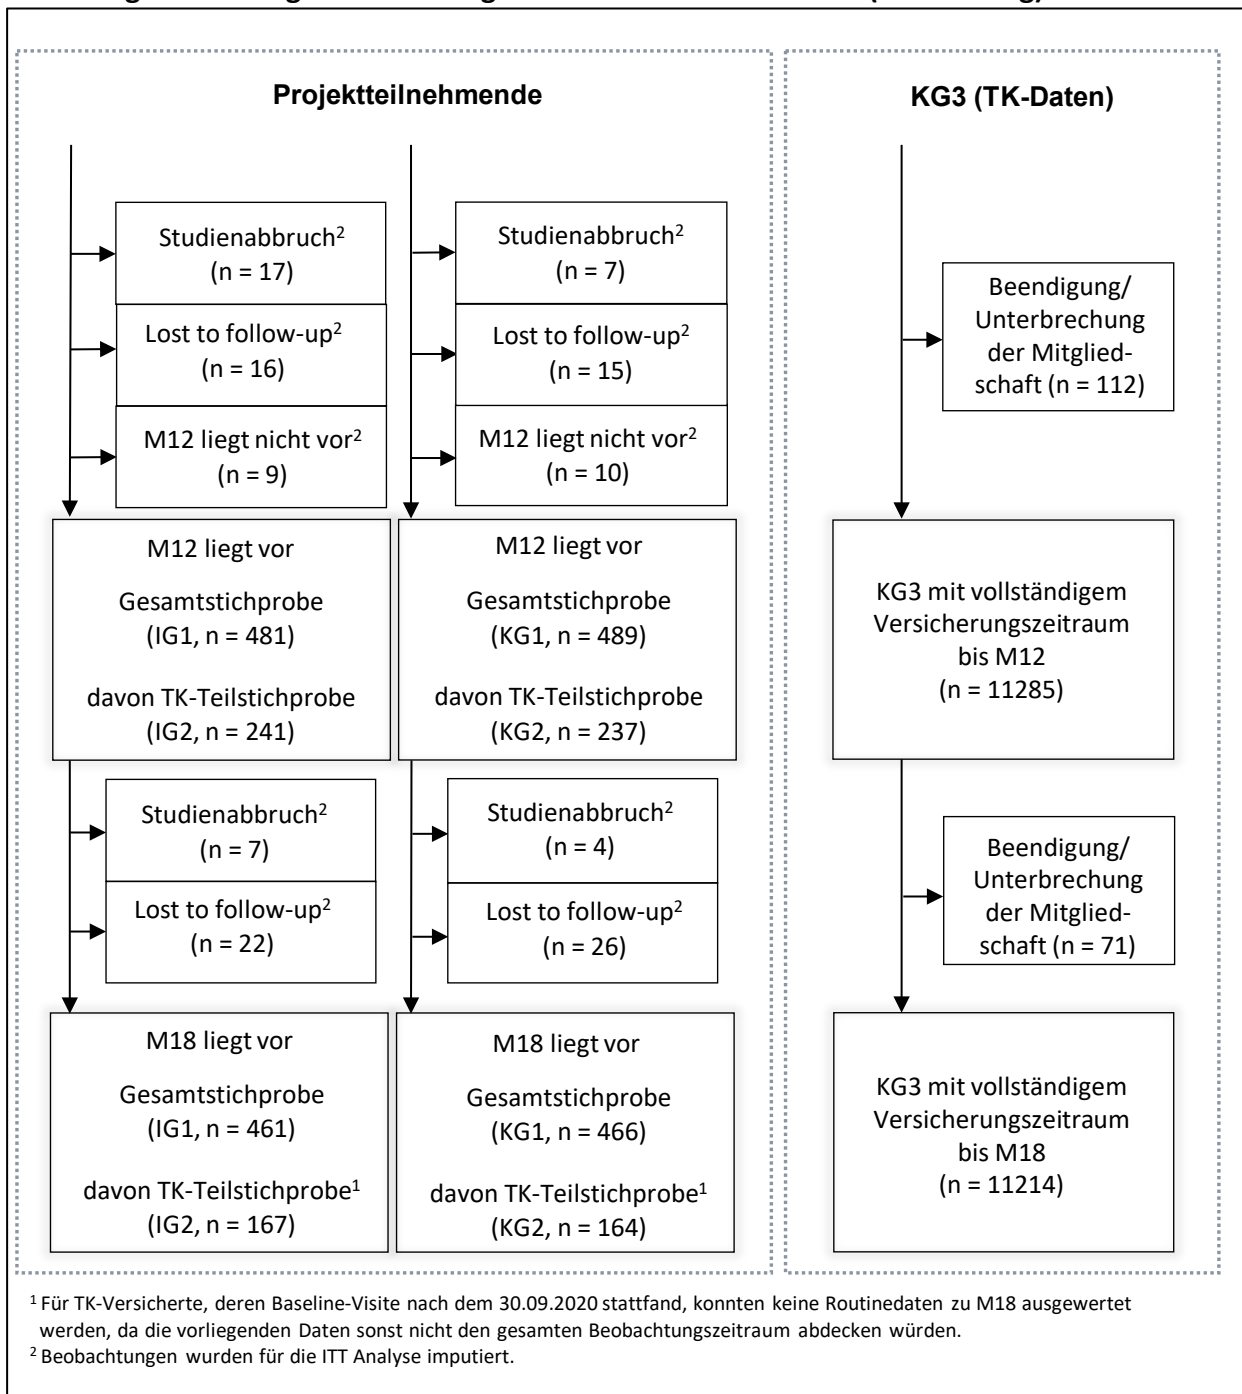 Projektteilnehmende
Studienabbruch²
(n = 17)
Lost to follow-up²
(n = 16)
M12 liegt nicht vor²
(n = 9)
M12 liegt vor
Gesamtstichprobe
(IG1, n = 481)
davon TK-Teilstichprobe
(IG2, n = 241)
Studienabbruch²
(n = 7)
Lost to follow-up²
(n = 22)
M18 liegt vor
Gesamtstichprobe
(IG1, n = 461)
davon TK-Teilstichprobe¹
(IG2, n = 167)
Studienabbruch²
(n = 7)
Lost to follow-up²
(n = 15)
M12 liegt nicht vor²
(n = 10)
M12 liegt vor
Gesamtstichprobe
(KG1, n = 489)
davon TK-Teilstichprobe
(KG2, n = 237)
Studienabbruch²
(n = 4)
Lost to follow-up²
(n = 26)
M18 liegt vor
Gesamtstichprobe
(KG1, n = 466)
davon TK-Teilstichprobe¹
(KG2, n = 164)
KG3 (TK-Daten)
Beendigung/
Unterbrechung
der Mitglied-
schaft (n = 112)
KG3 mit vollständigem
Versicherungszeitraum
bis M12
(n = 11285)
Beendigung/
Unterbrechung
der Mitglied-
schaft (n = 71)
KG3 mit vollständigem
Versicherungszeitraum
bis M18
(n = 11214)
¹ Für TK-Versicherte, deren Baseline-Visite nach dem 30.09.2020 stattfand, konnten keine Routinedaten zu M18 ausgewertet
werden, da die vorliegenden Daten sonst nicht den gesamten Beobachtungszeitraum abdecken würden.
² Beobachtungen wurden für die ITT Analyse imputiert.